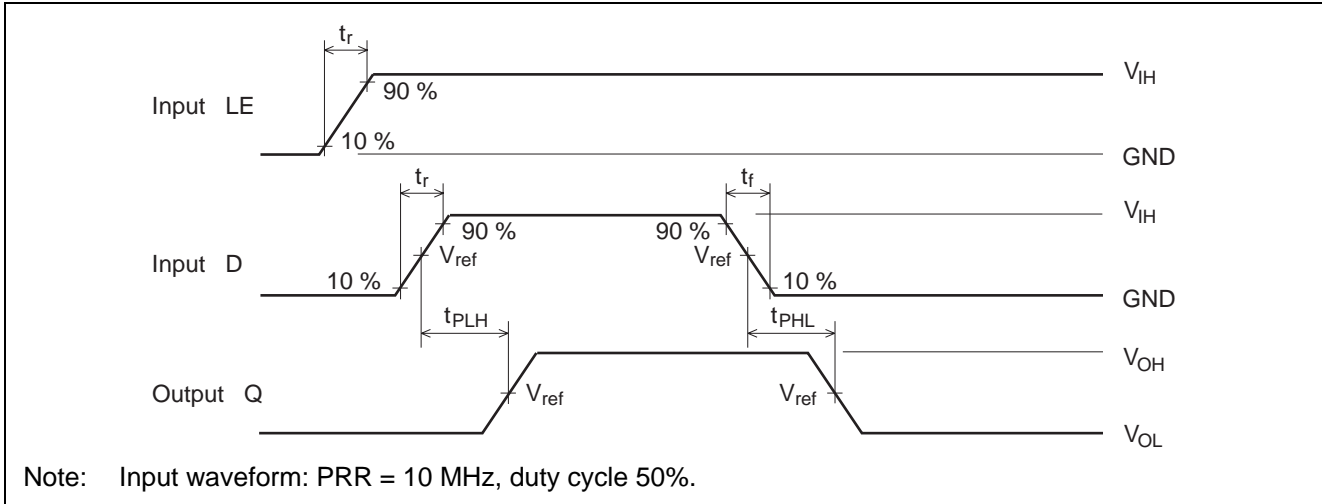 tr
VIH
90 %
Input LE
10 %
GND
tr
tf
VIH
90 %
90 %
Vref
Vref
Input D
10 %
10 %
GND
tPLH
tPHL
VOH
Output Q
Vref
Vref
VOL
Note: Input waveform: PRR = 10 MHz, duty cycle 50%.